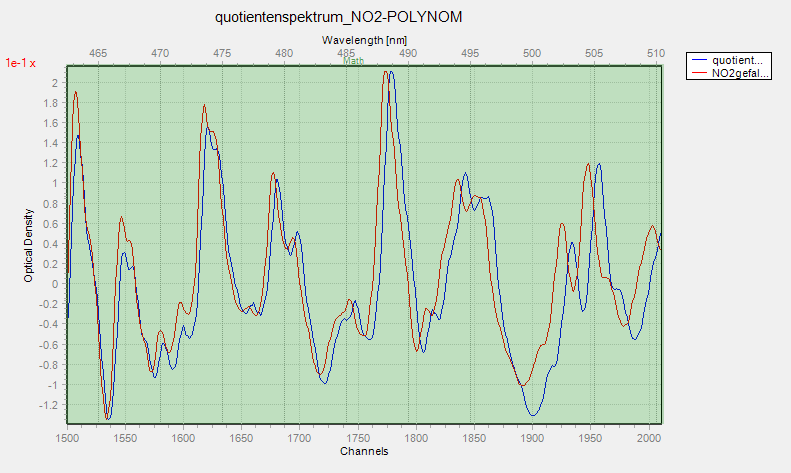 quotientenspektrum_NO2-POLYNOM
Wavelength [nm]
465 470 475 480 485 490 495 500 505 510
1e-1 x
Math
quotient...
NO2gefal...
Optical Density
2
1.8
1.6
1.4
1.2
1
0.8
0.6
0.4
0.2
0
-0.2
-0.4
-0.6
-0.8
-1
-1.2
1500 1550 1600 1650 1700 1750 1800 1850 1900 1950 2000
Channels